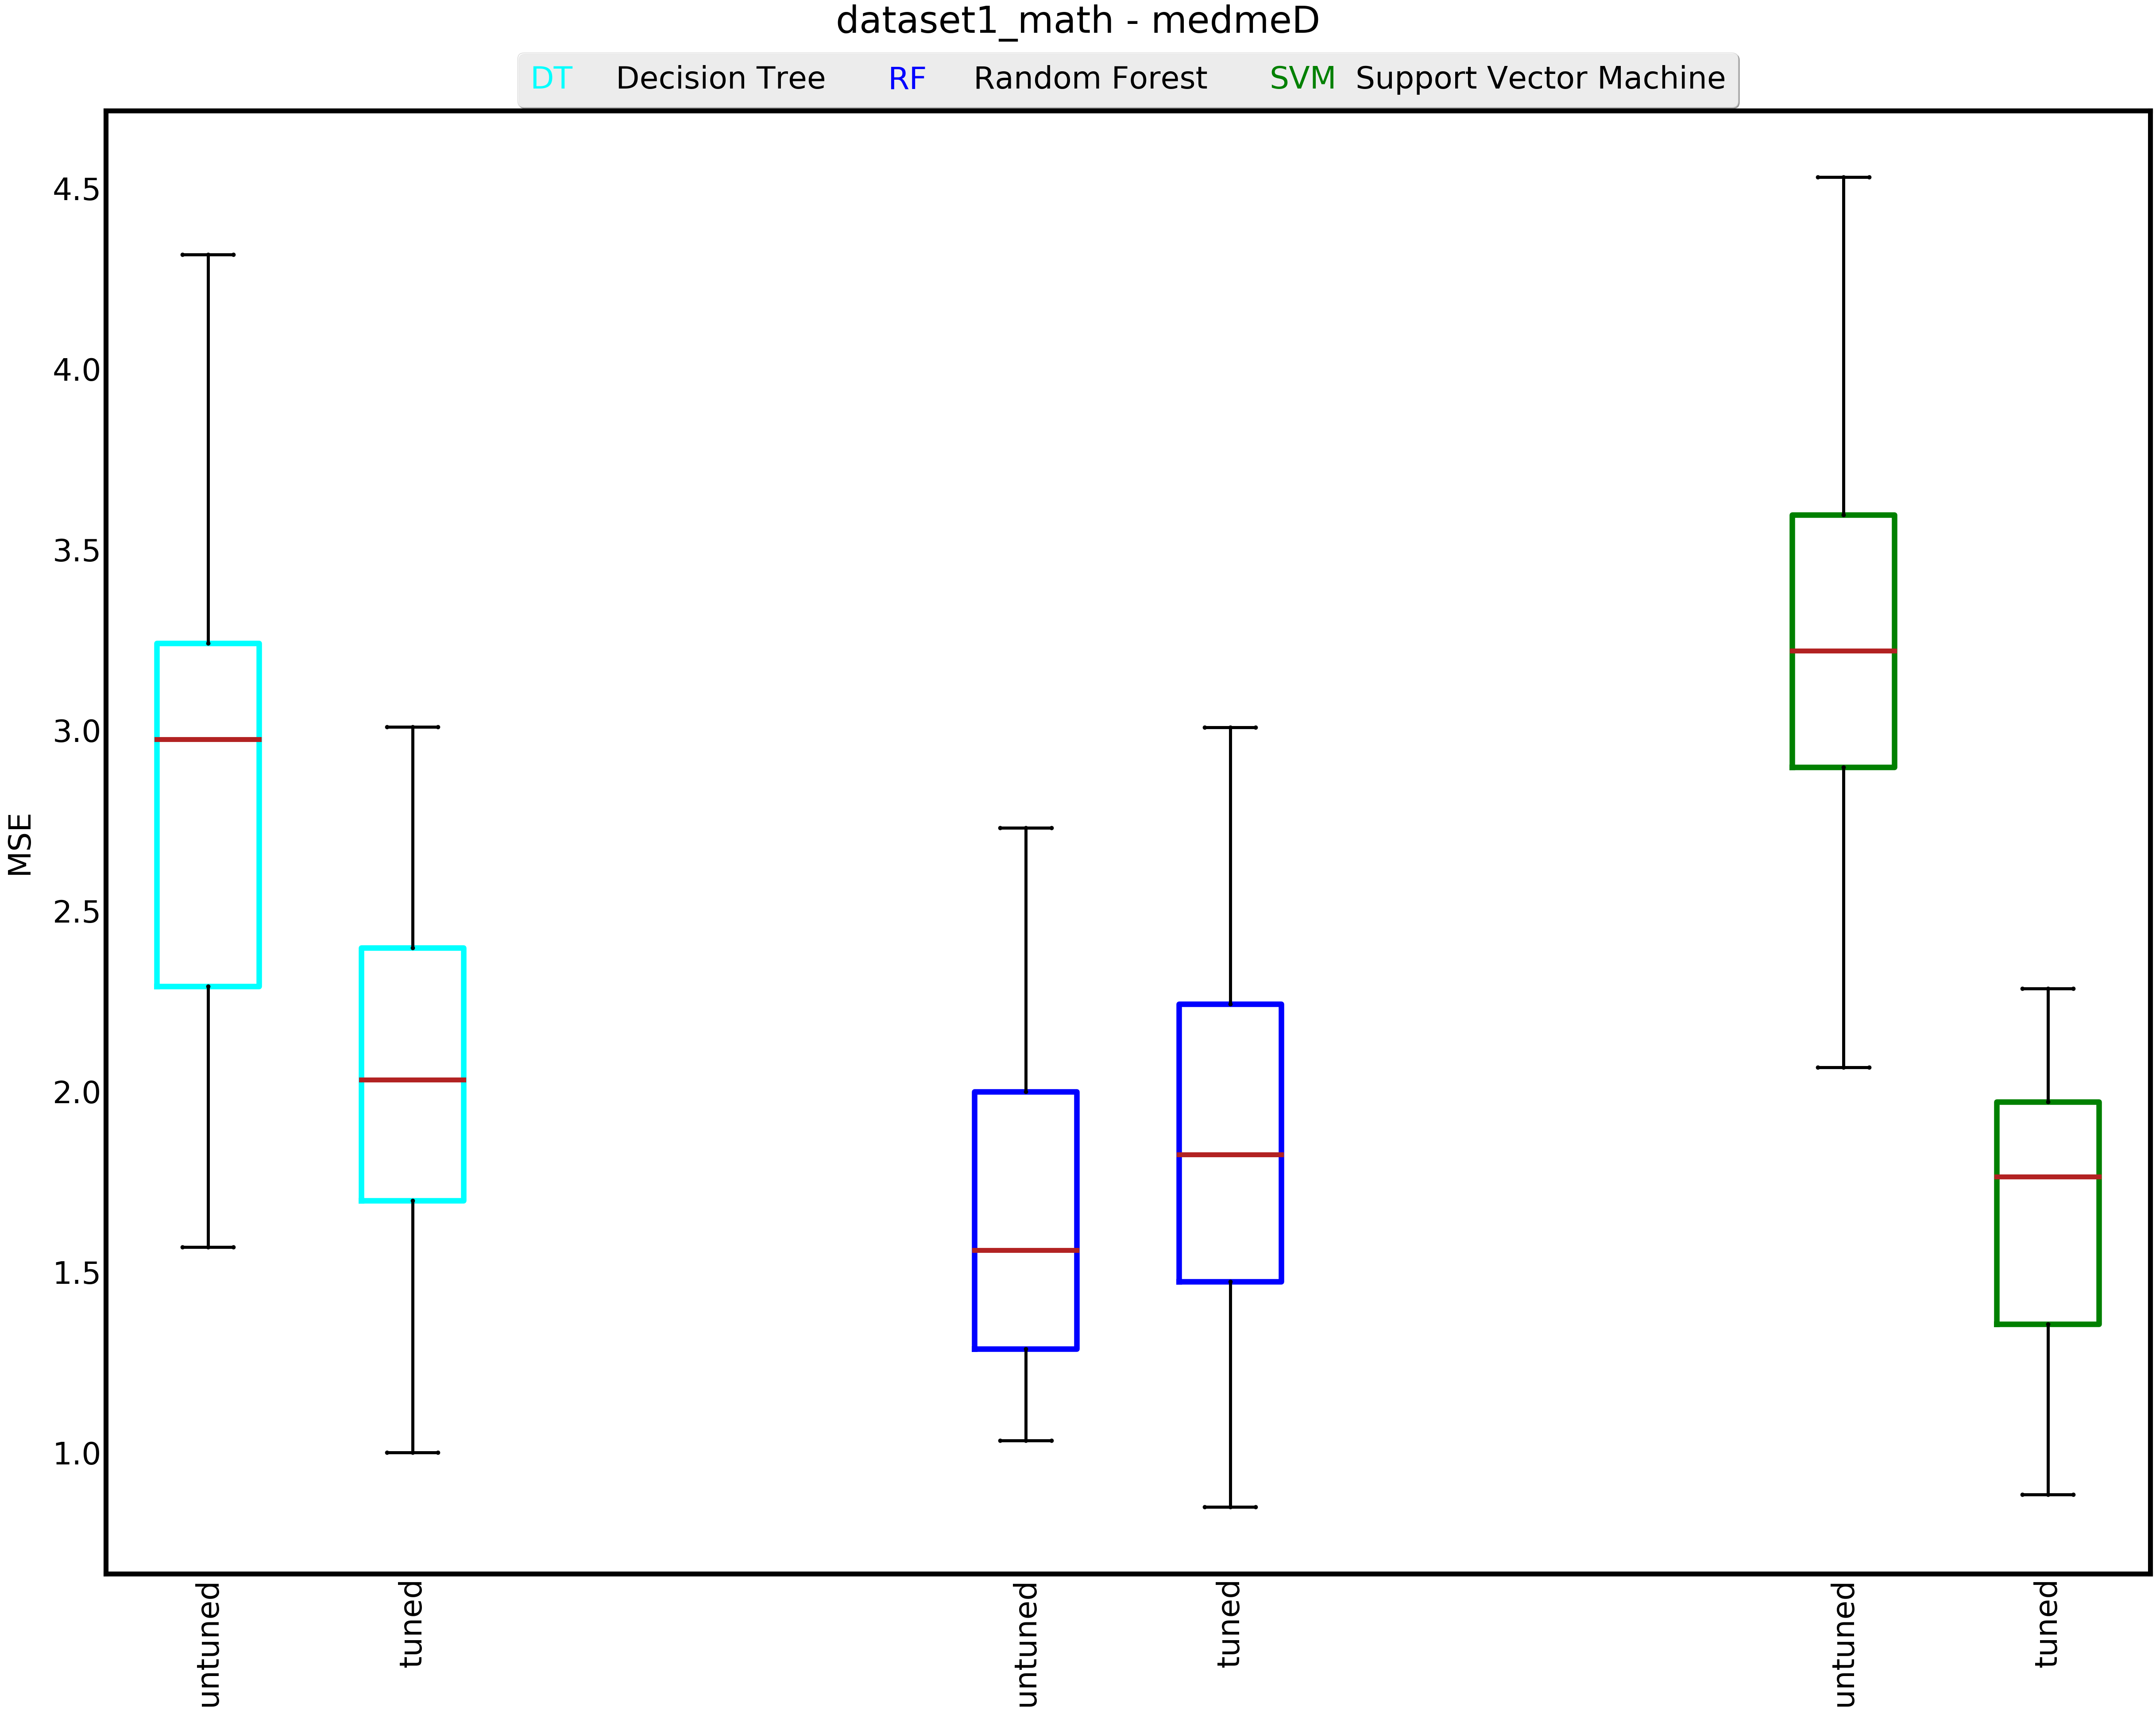 dataset1_math - medmeD
DT Decision Tree RF Random Forest SVM Support Vector Machine
4.5
4.0
3.5
3.0
2.5
2.0
1.5
1.0
MSE
untuned tuned untuned tuned untuned tuned